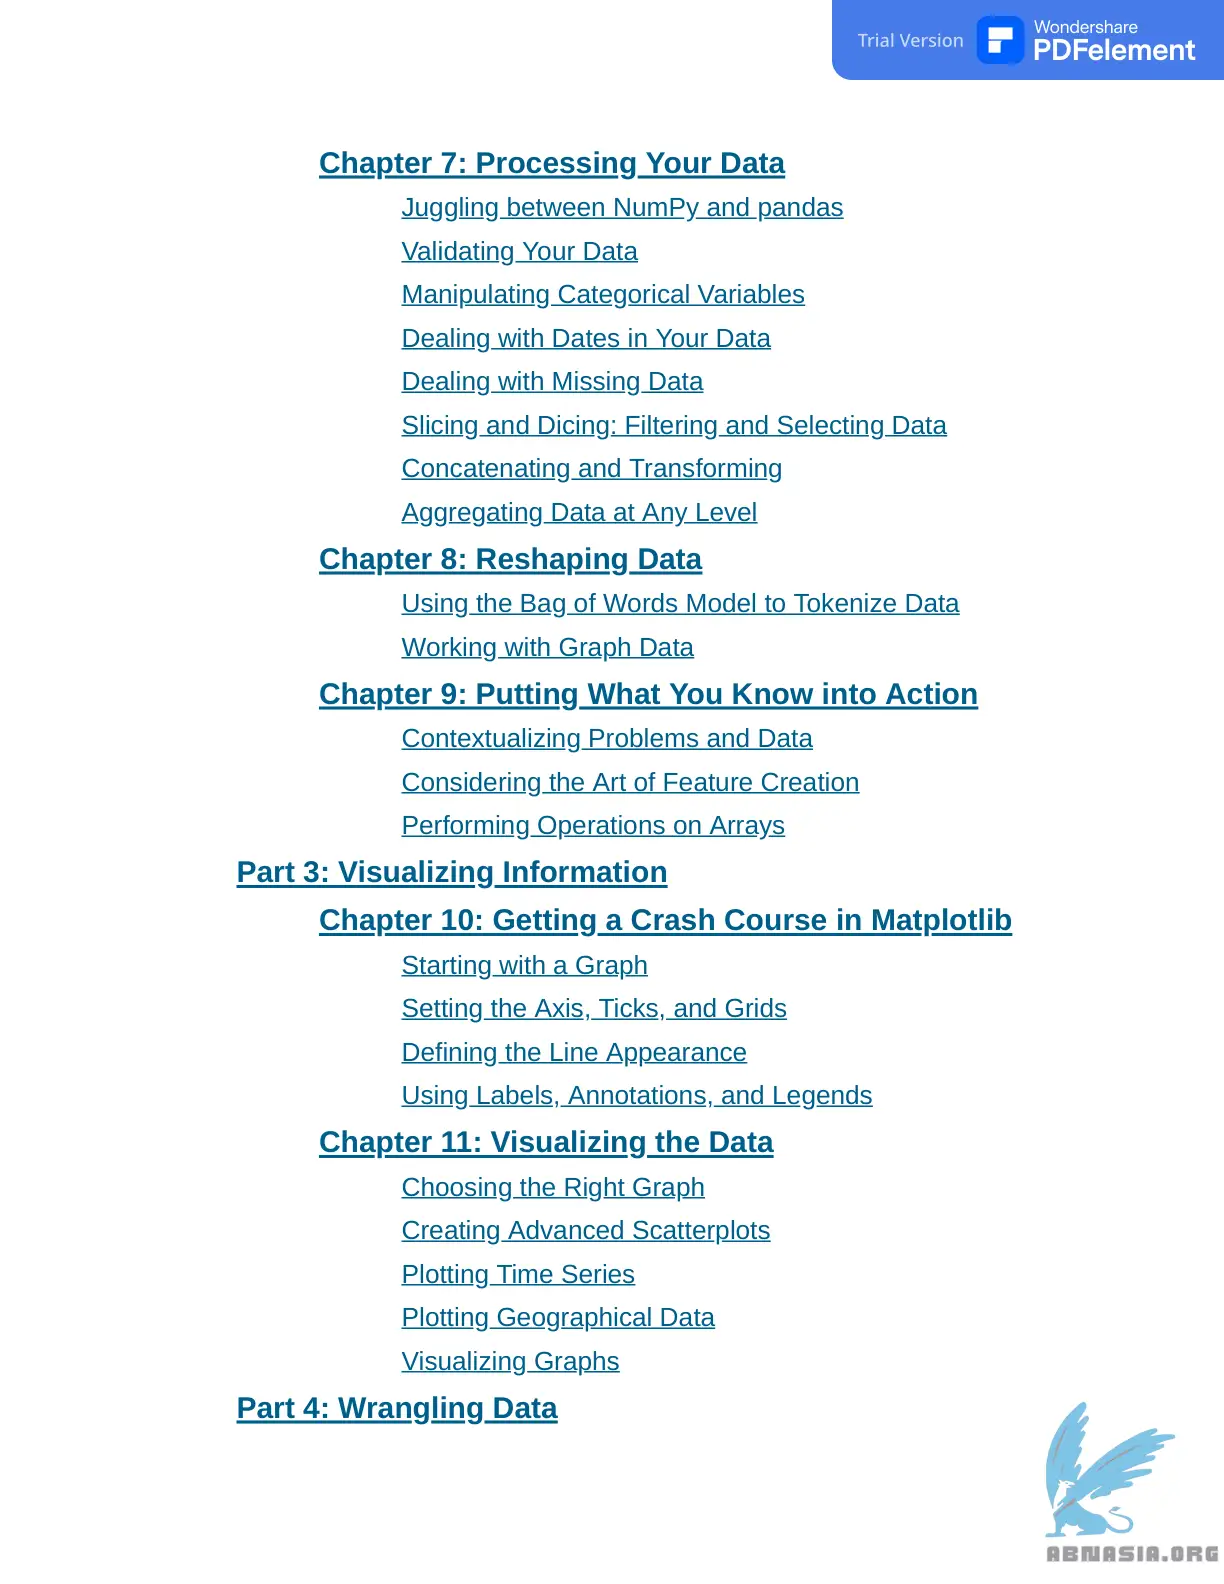 Trial Version
Wondershare
PDFelement
Chapter 7: Processing Your Data
Juggling between NumPy and pandas
Validating Your Data
Manipulating Categorical Variables
Dealing with Dates in Your Data
Dealing with Missing Data
Slicing and Dicing: Filtering and Selecting Data
Concatenating and Transforming
Aggregating Data at Any Level
Chapter 8: Reshaping Data
Using the Bag of Words Model to Tokenize Data
Working with Graph Data
Chapter 9: Putting What You Know into Action
Contextualizing Problems and Data
Considering the Art of Feature Creation
Performing Operations on Arrays
Part 3: Visualizing Information
Chapter 10: Getting a Crash Course in Matplotlib
Starting with a Graph
Setting the Axis, Ticks, and Grids
Defining the Line Appearance
Using Labels, Annotations, and Legends
Chapter 11: Visualizing the Data
Choosing the Right Graph
Creating Advanced Scatterplots
Plotting Time Series
Plotting Geographical Data
Visualizing Graphs
Part 4: Wrangling Data
ABNASIA.ORG